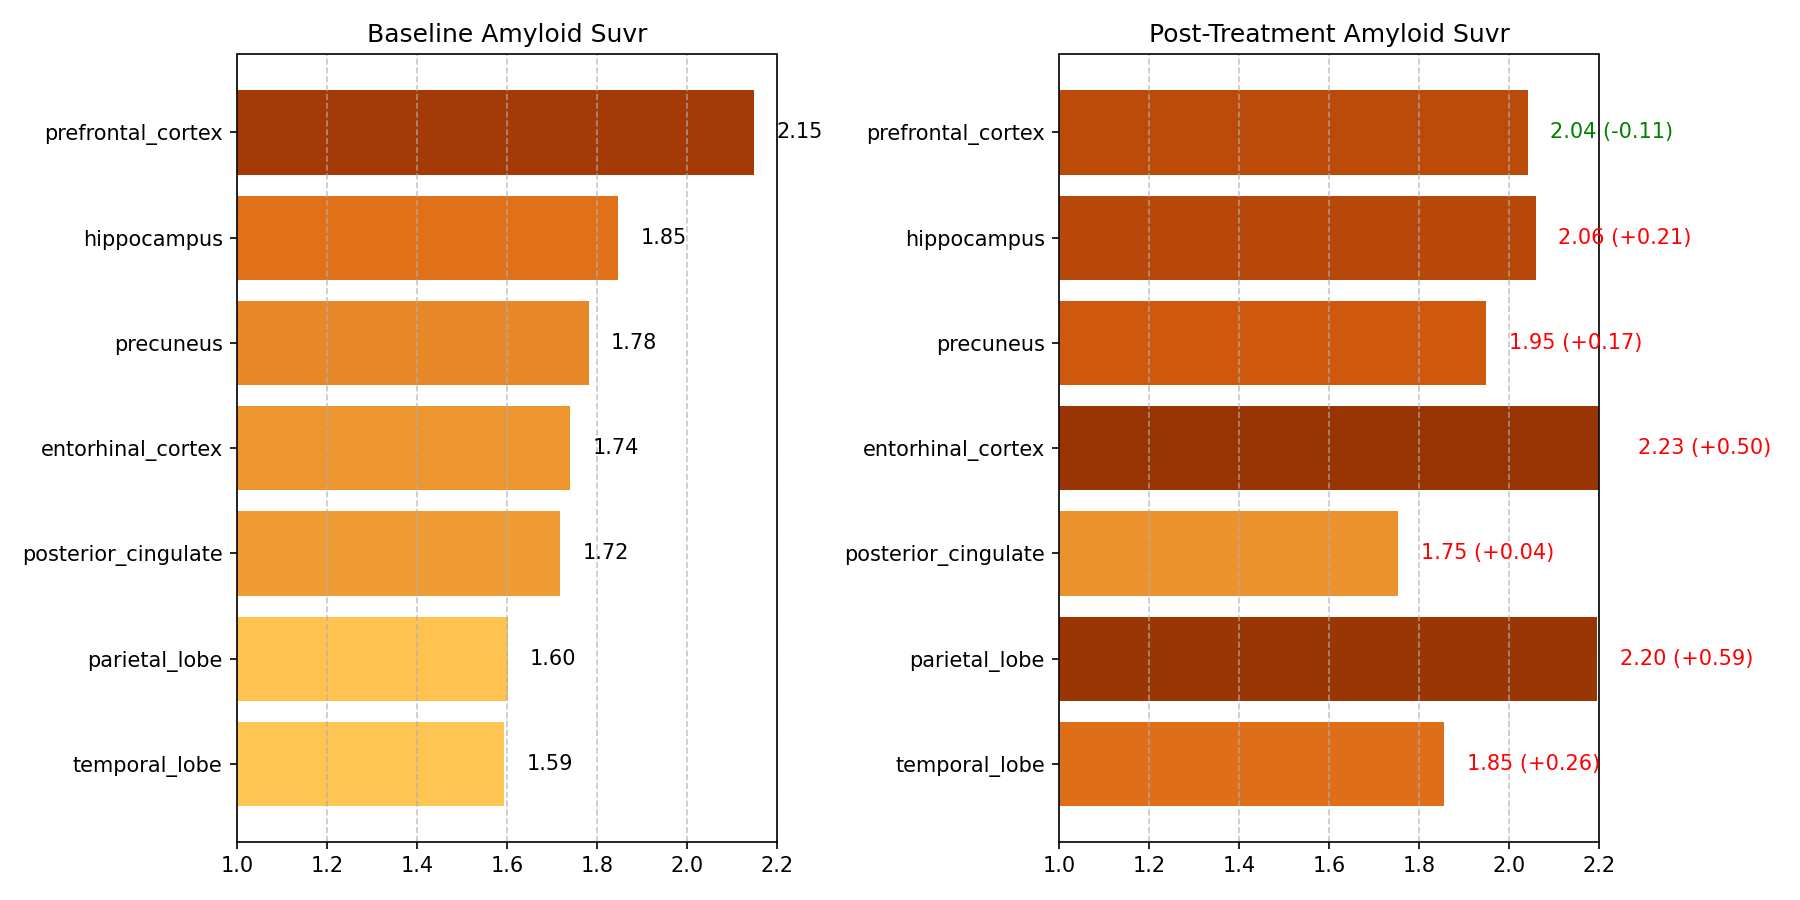 Baseline Amyloid Suvr
prefrontal_cortex
2.15
hippocampus
1.85
precuneus
1.78
entorhinal_cortex
1.74
posterior_cingulate
1.72
parietal_lobe
1.60
temporal_lobe
1.59
1.0 1.2 1.4 1.6 1.8 2.0 2.2
Post-Treatment Amyloid Suvr
prefrontal_cortex
2.04 (-0.11)
hippocampus
2.06 (+0.21)
precuneus
1.95 (+0.17)
entorhinal_cortex
2.23 (+0.50)
posterior_cingulate
1.75 (+0.04)
parietal_lobe
2.20 (+0.59)
temporal_lobe
1.85 (+0.26)
1.0 1.2 1.4 1.6 1.8 2.0 2.2